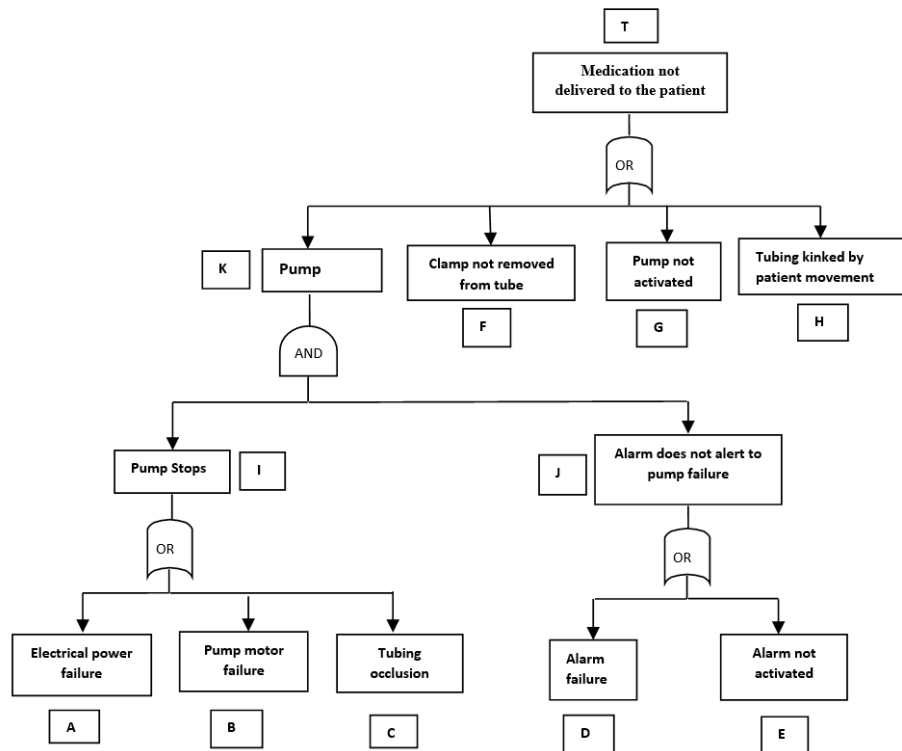 T
Medication not
delivered to the patient
OR
K
Pump
Clamp not removed
from tube
Pump not
activated
Tubing kinked by
patient movement
F
G
H
AND
Pump Stops
I
J
Alarm does not alert to
pump failure
OR
OR
Electrical power
failure
Pump motor
failure
Tubing
occlusion
Alarm
failure
Alarm not
activated
A
B
C
D
E